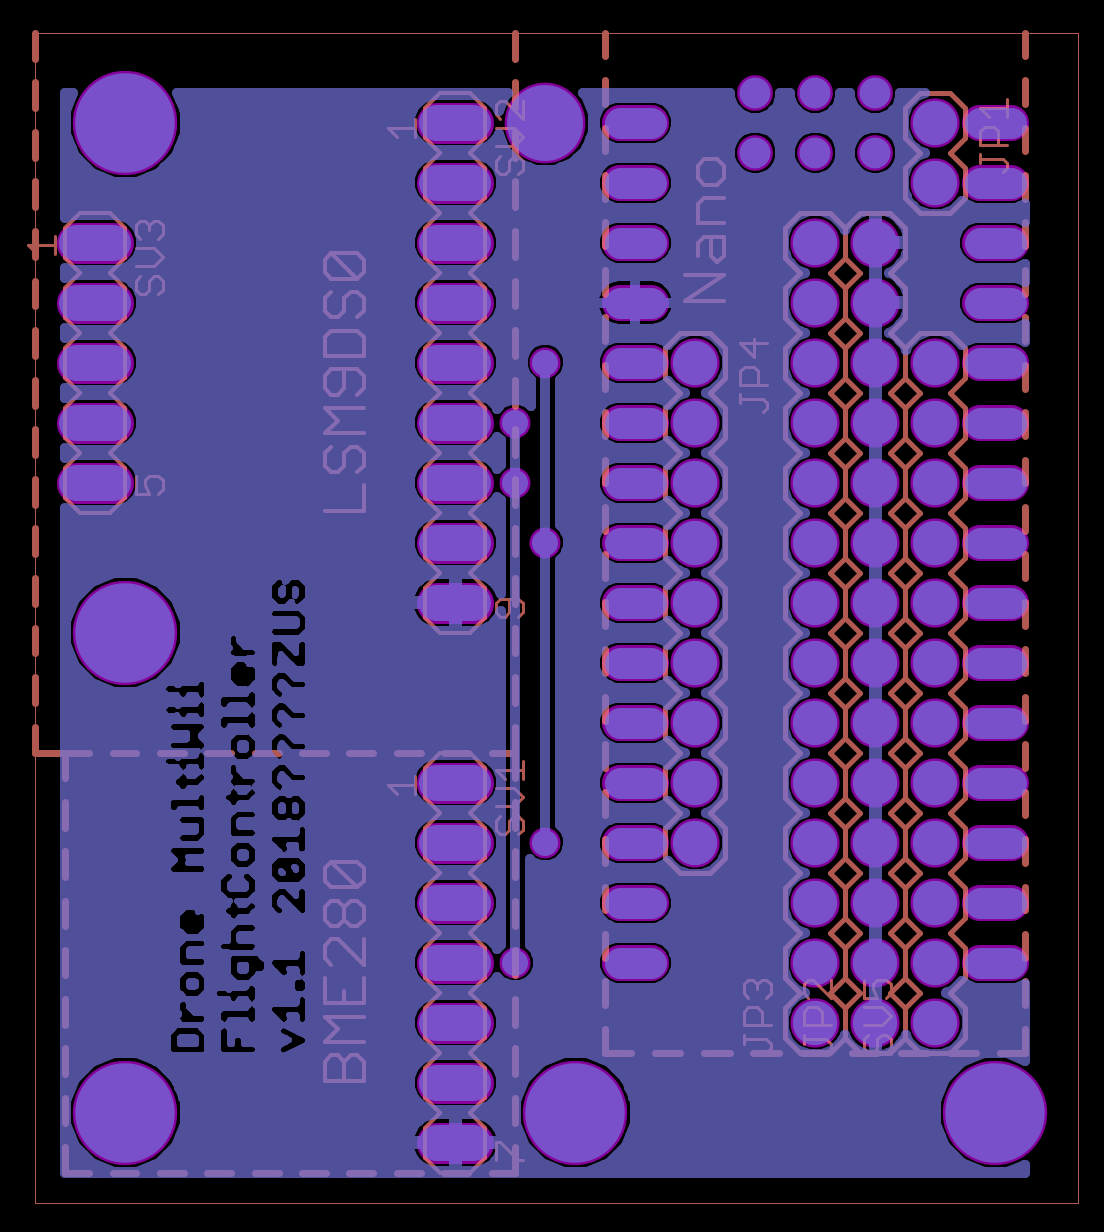 1
SV2
JP1
Nano
SV3
1
LSM9DS0
JP4
5
8
Drone MultiWii
FlightController
v1.1 2018????ZUS
1
SV1
BME280
JP3
JP2
SV5
7